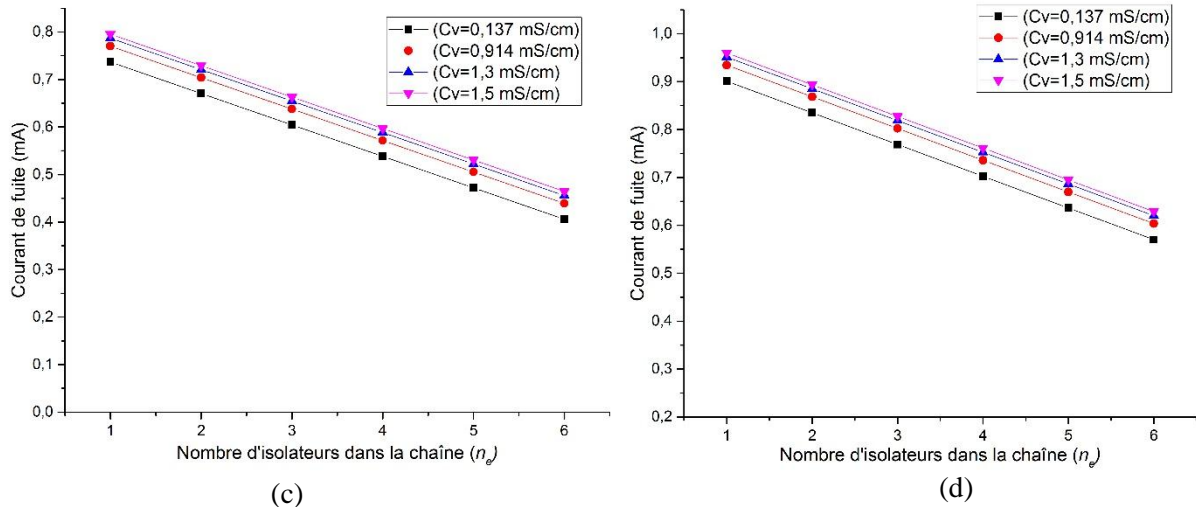 0,8
0,7
0,6
0,5
0,4
0,3
0,2
0,1
0,0
Courant de fuite (mA)
(Cv=0,137 mS/cm)
(Cv=0,914 mS/cm)
(Cv=1,3 mS/cm)
(Cv=1,5 mS/cm)
1 2 3 4 5 6
Nombre d'isolateurs dans la chaîne (ne)
(c)
1,0
0,9
0,8
0,7
0,6
0,5
0,4
0,3
0,2
Courant de fuite (mA)
(Cv=0,137 mS/cm)
(Cv=0,914 mS/cm)
(Cv=1,3 mS/cm)
(Cv=1,5 mS/cm)
1 2 3 4 5 6
Nombre d'isolateurs dans la chaîne (ne)
(d)